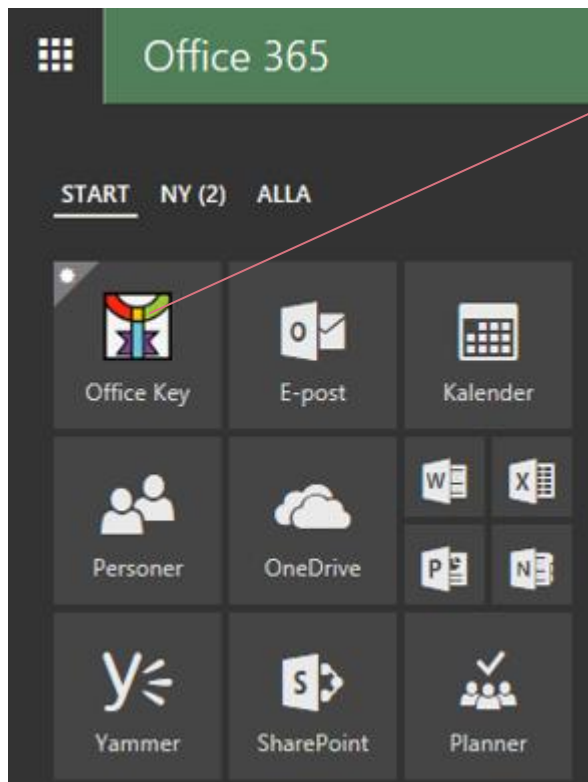 Office 365
START NY (2) ALLA
Office Key E-post Kalender
W X
Personer OneDrive P N
Yammer SharePoint Planner